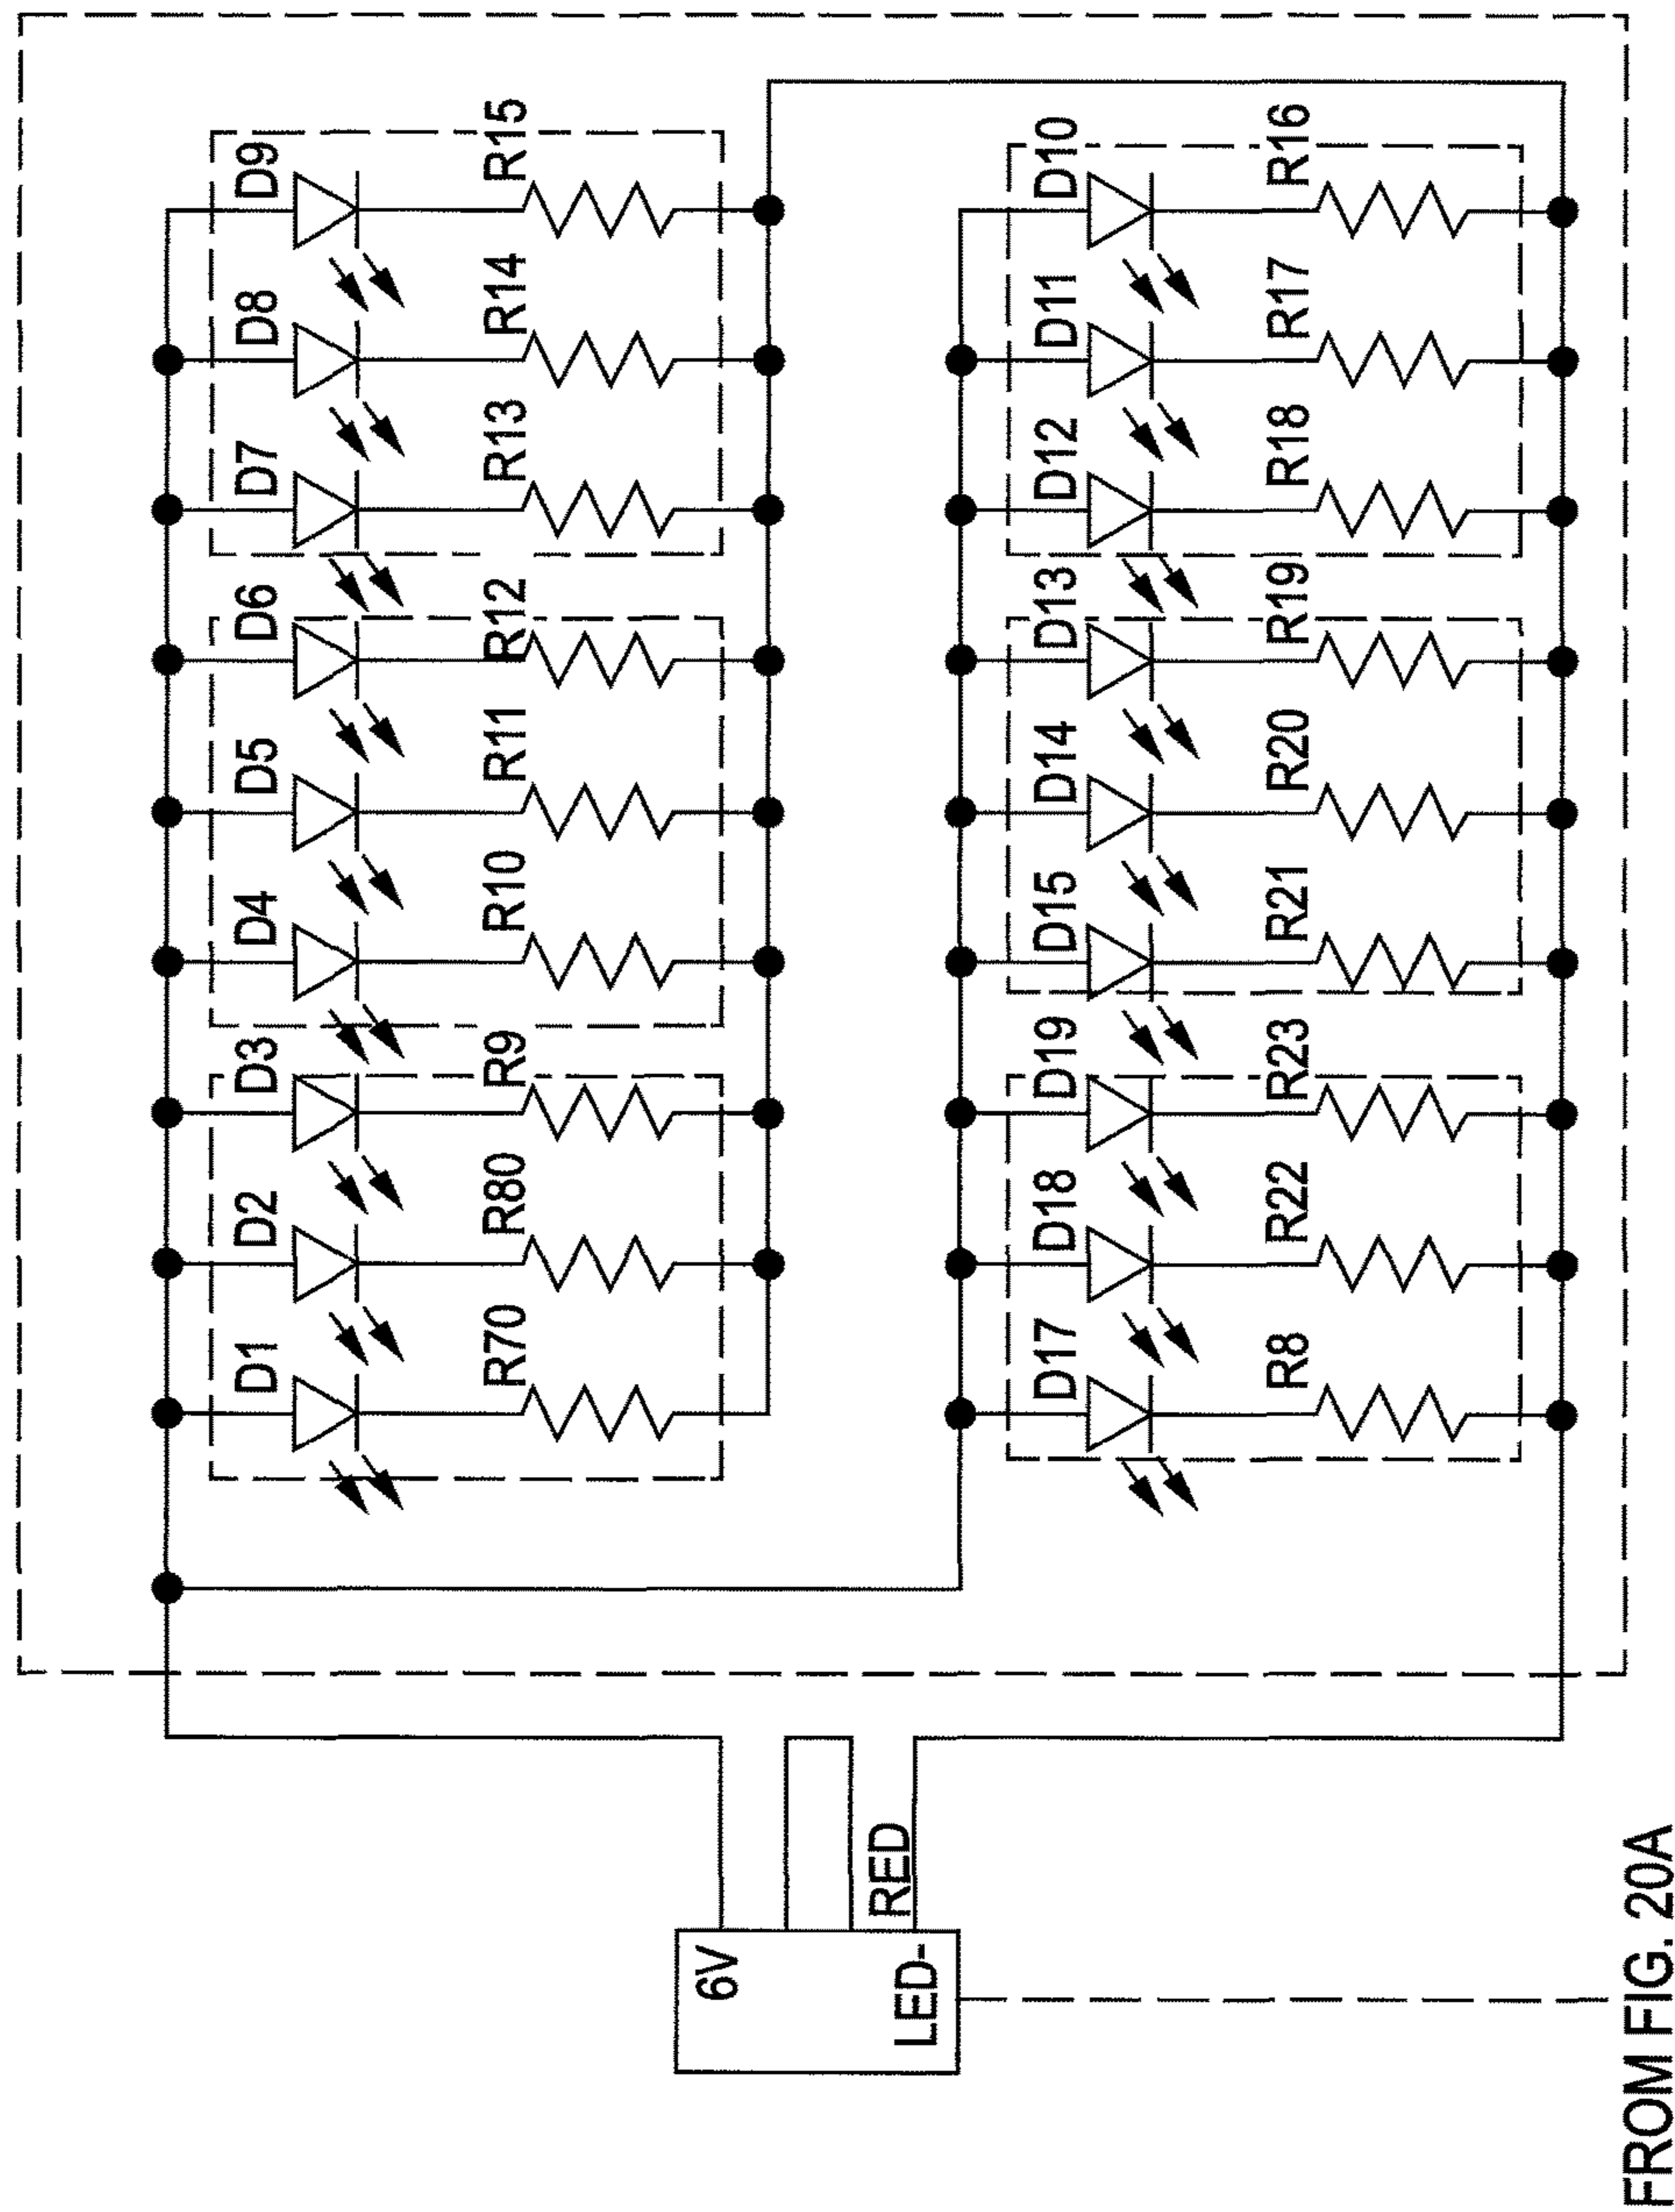 D1 D2 D3 D4 D5 D6 D7 D8 D9
R70 R80 R9 R10 R11 R12 R13 R14 R15
6V
RED
LED-
D17 D18 D19 D15 D14 D13 D12 D11 D10
R8 R22 R23 R21 R20 R19 R18 R17 R16
FROM FIG. 20A